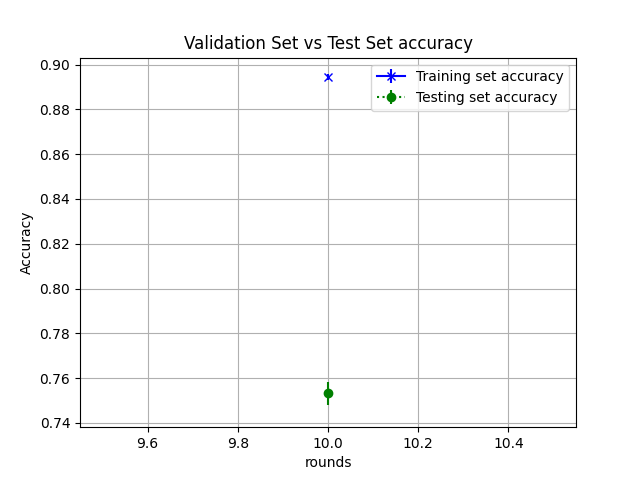 Validation Set vs Test Set accuracy
Training set accuracy
Testing set accuracy
Accuracy
0.90
0.88
0.86
0.84
0.82
0.80
0.78
0.76
0.74
9.6 9.8 10.0 10.2 10.4
rounds